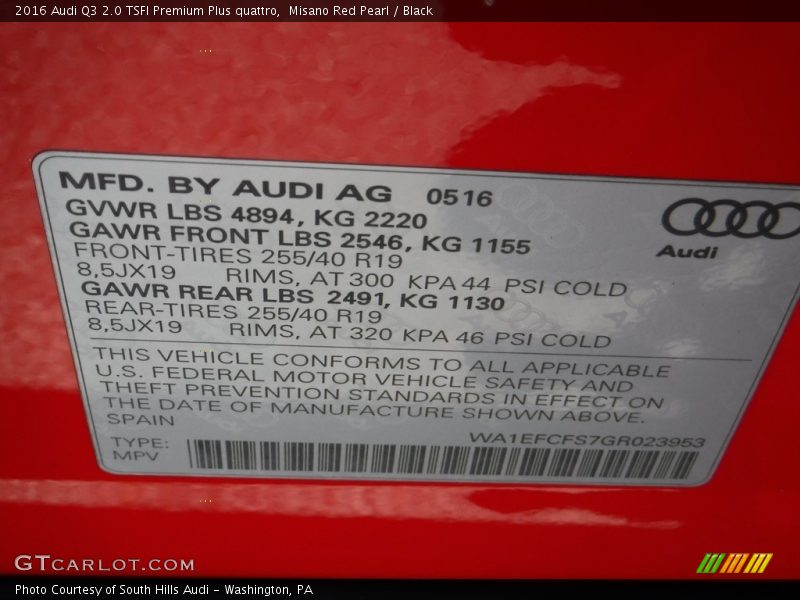 2016 Audi Q3 2.0 TSFI Premium Plus quattro,  Misano Red Pearl / Black
MFD. BY AUDI AG 0516
GVWR LBS 4894, KG 2220
GAWR FRONT LBS 2546, KG 1155
FRONT-TIRES 255/40 R19
8,5JX19 RIMS, AT 300 KPA 44 PSI COLD
GAWR REAR LBS 2491, KG 1130
REAR-TIRES 255/40 R19
8,5JX19 RIMS, AT 320 KPA 46 PSI COLD
Audi
THIS VEHICLE CONFORMS TO ALL APPLICABLE
U.S. FEDERAL MOTOR VEHICLE SAFETY AND
THEFT PREVENTION STANDARDS IN EFFECT ON
THE DATE OF MANUFACTURE SHOWN ABOVE.
SPAIN
WA1EFCFS7GR023953
TYPE:
MPV
GTCARLOT.COM
Photo Courtesy of South Hills Audi - Washington, PA